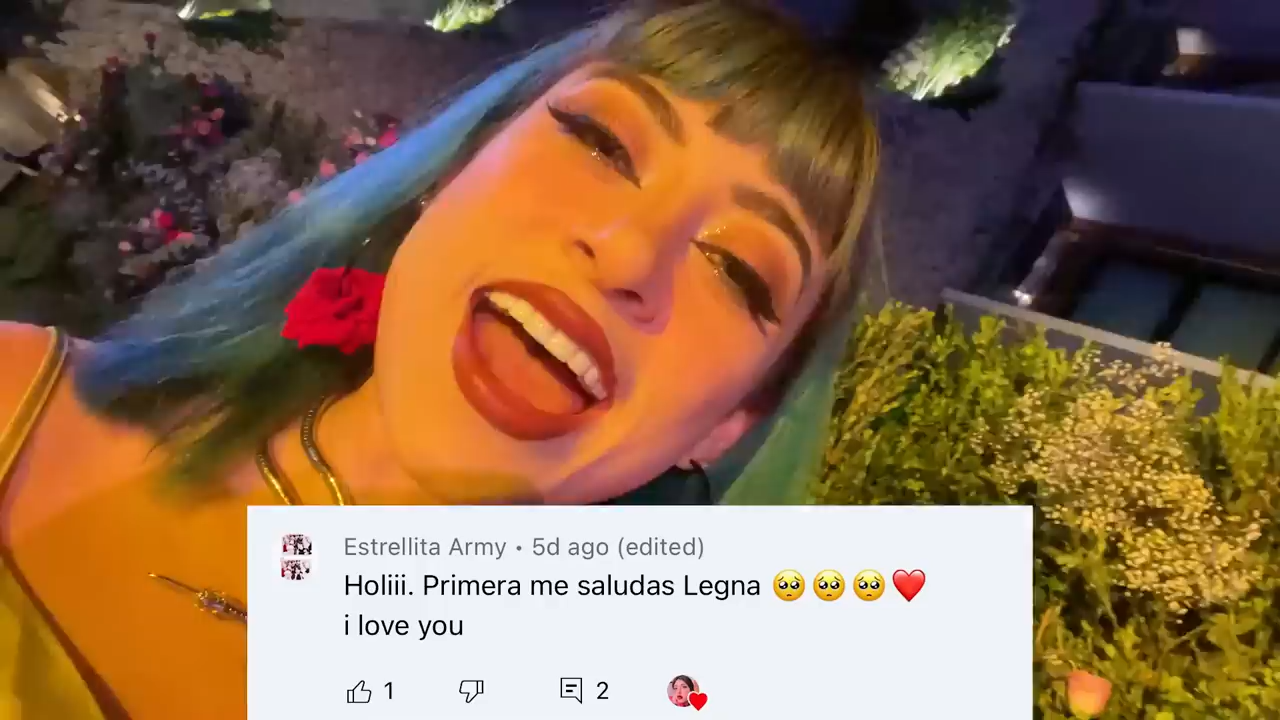 Estrellita Army • 5d ago (edited)
Holiii. Primera me saludas Legna 🥺🥺🥺❤️
i love you
1 2